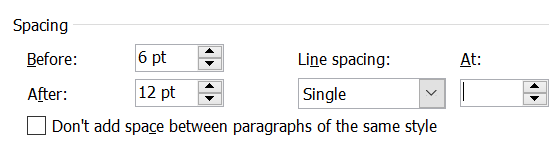 Spacing
Before: 6 pt Line spacing: At:
After: 12 pt Single
Don't add space between paragraphs of the same style